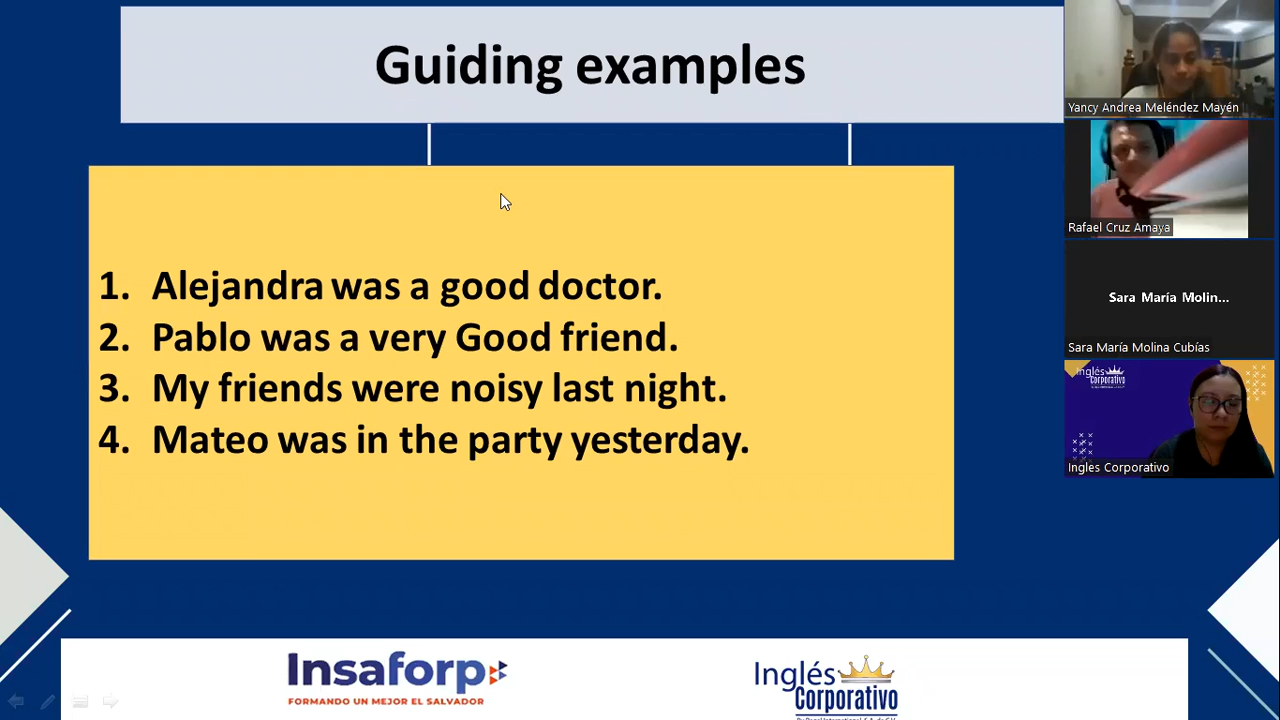 Guiding examples
1. Alejandra was a good doctor.
2. Pablo was a very Good friend.
3. My friends were noisy last night.
4. Mateo was in the party yesterday.
Insaforp
FORMANDO UN MEJOR EL SALVADOR
Inglés
Corporativo
Yancy Andrea Meléndez Mayén
Rafael Cruz Amaya
Sara María Molin...
Sara María Molina Cubías
Inglés
Corporativo
Ingles Corporativo